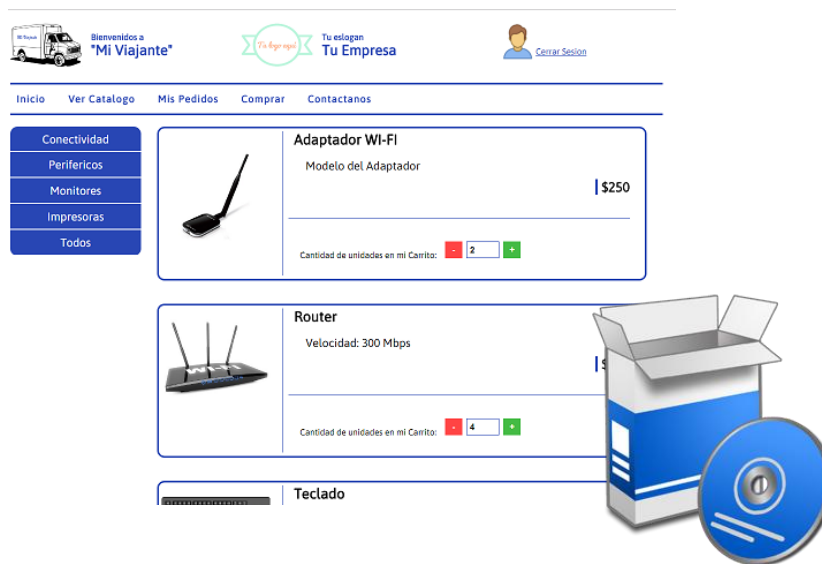 Mi Viajante
Bienvenidos a
"Mi Viajante"
Tu logo aquí
Tu eslogan
Tu Empresa
Cerrar Sesion
Inicio
Ver Catalogo
Mis Pedidos
Comprar
Contactanos
Conectividad
Perifericos
Monitores
Impresoras
Todos
Adaptador WI-FI
Modelo del Adaptador
$250
Cantidad de unidades en mi Carrito: - 2 +
Router
Velocidad: 300 Mbps
$
WI-FI
Cantidad de unidades en mi Carrito: - 4 +
Teclado